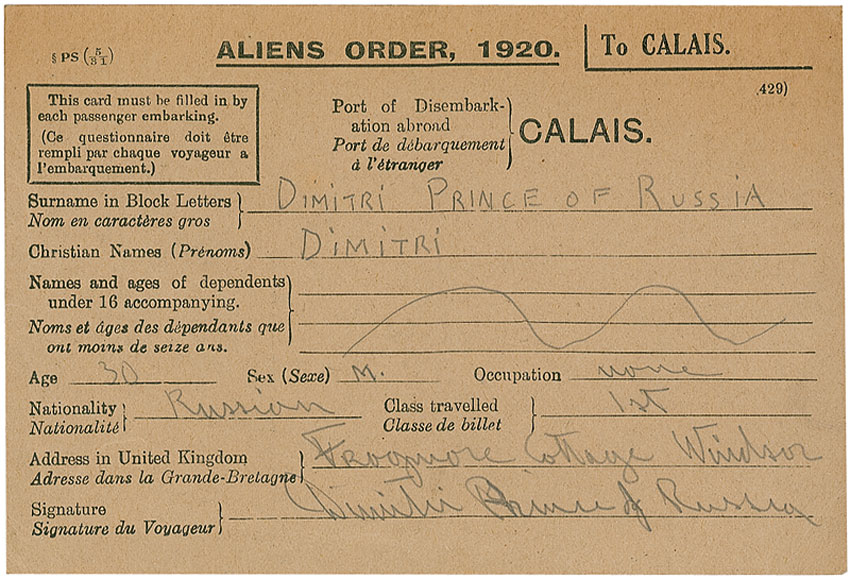 § PS (5/31)
ALIENS ORDER, 1920.
To CALAIS.
429)
This card must be filled in by
each passenger embarking.
(Ce questionnaire doit être
rempli par chaque voyageur a
l'embarquement.)
Port of Disembark-
ation abroad
Port de débarquement
à l'étranger
CALAIS.
Surname in Block Letters
Nom en caractères gros
DIMITRI PRINCE OF RUSSIA
Christian Names (Prénoms) DIMITRI
Names and ages of dependents
under 16 accompanying.
Noms et áges des dépendants que
ont moins de seize ans.
Age 30 Sex (Sexe) M. Occupation none
Nationality
Nationalité
Russian
Class travelled
Classe de billet
1st
Address in United Kingdom
Adresse dans la Grande-Bretagne
Frogmore Cottage Windsor
Signature
Signature du Voyageur
Dimitri Prince of Russia